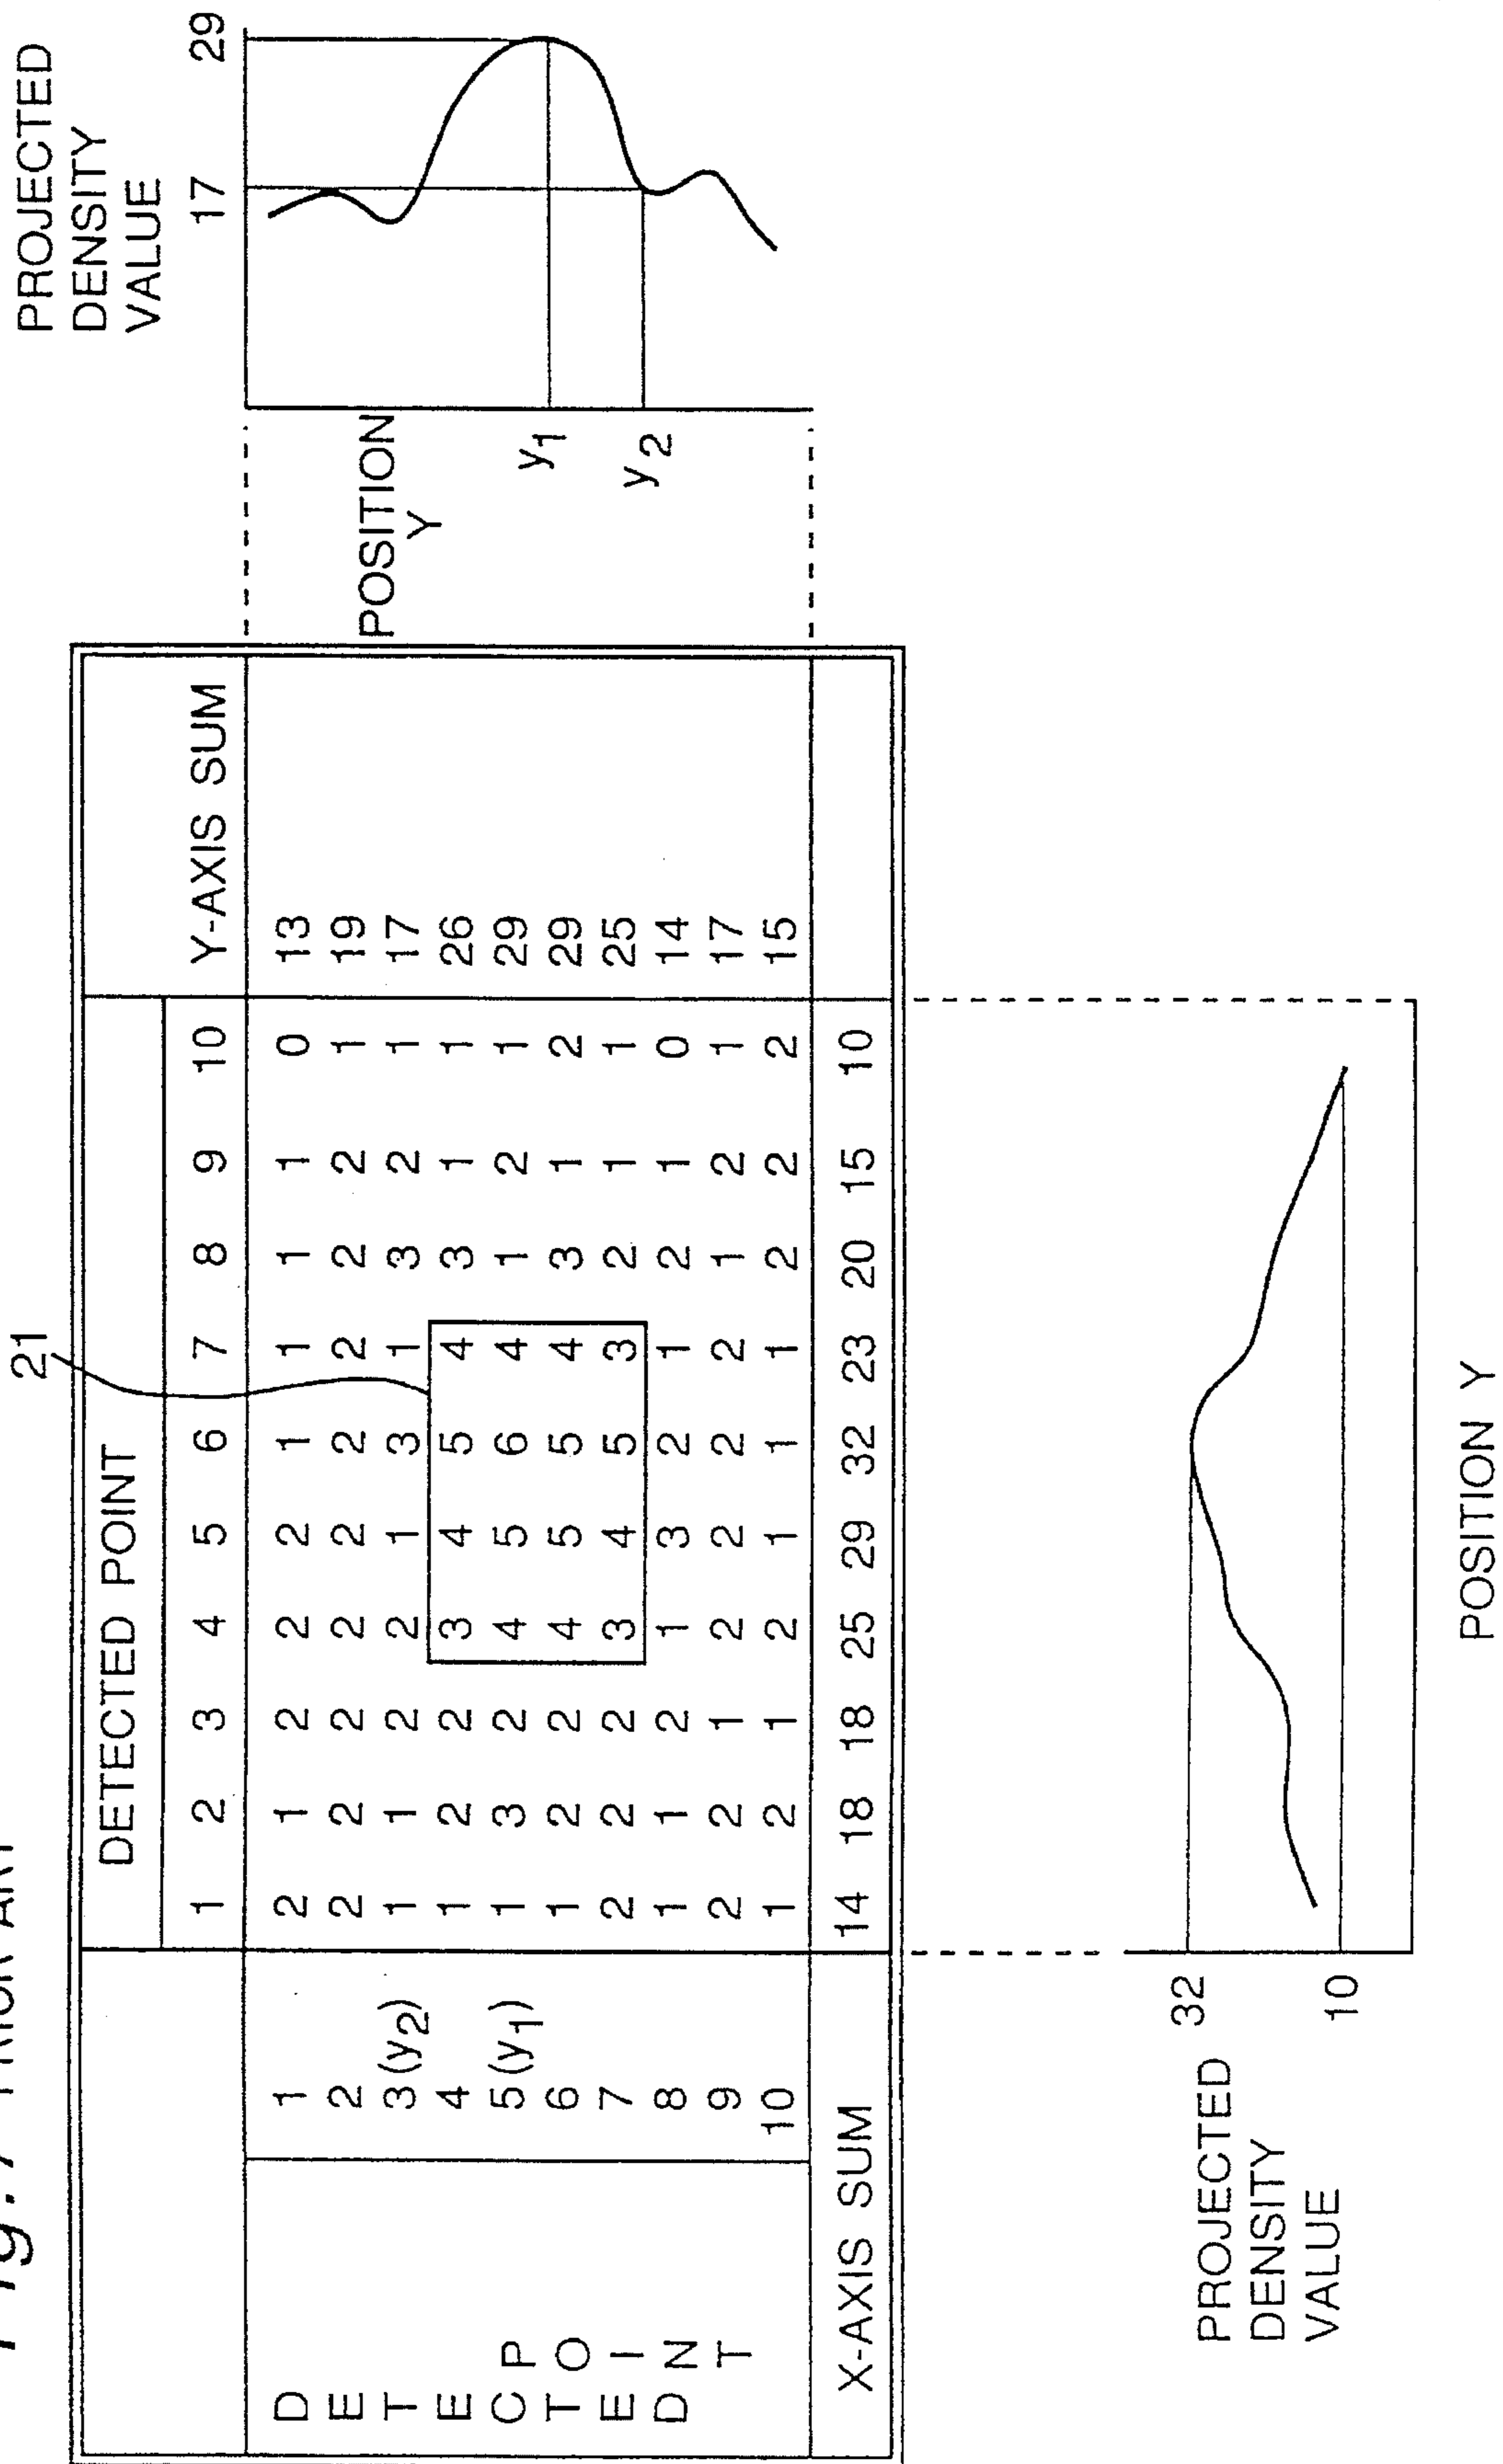 Fig. 7 PRIOR ART
21
DETECTED POINT
1 2 3 4 5 6 7 8 9 10 Y-AXIS SUM
D 1 2 1 2 2 2 1 1 1 1 0 13
E 2 2 2 2 2 2 2 2 2 2 1 19
T 3(y2) 1 1 2 2 1 3 1 3 2 1 17
E 4 1 2 2 3 4 5 4 3 1 1 26
C P 5(y1) 1 3 2 4 5 6 4 1 2 1 29
T O 6 1 2 2 4 5 5 4 3 1 2 29
E I 7 2 2 2 3 4 5 3 2 1 1 25
D N 8 1 1 2 1 3 2 1 2 1 0 14
T 9 2 2 1 2 2 2 2 1 2 1 17
10 1 2 1 2 1 1 1 2 2 2 15
X-AXIS SUM 14 18 18 25 29 32 23 20 15 10
PROJECTED
DENSITY
VALUE
17 29
POSITION
Y
y1
y2
PROJECTED
DENSITY
VALUE
32
10
POSITION Y